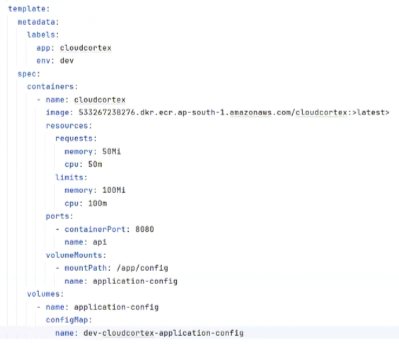 template:
  metadata:
    labels:
      app: cloudcortex
      env: dev
  spec:
    containers:
      - name: cloudcortex
        image: 533267238276.dkr.ecr.ap-south-1.amazonaws.com/cloudcortex:>latest>
        resources:
          requests:
            memory: 50Mi
            cpu: 50m
          limits:
            memory: 100Mi
            cpu: 100m
        ports:
          - containerPort: 8080
            name: api
        volumeMounts:
          - mountPath: /app/config
            name: application-config
    volumes:
      - name: application-config
        configMap:
          name: dev-cloudcortex-application-config